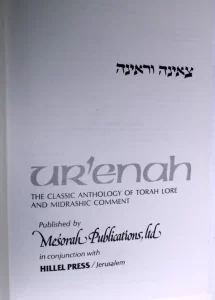 צאינה וראינה
ur'enah
THE CLASSIC ANTHOLOGY OF TORAH LORE
AND MIDRASHIC COMMENT
Published by
Mesorah Publications, ltd
in conjunction with
HILLEL PRESS / Jerusalem